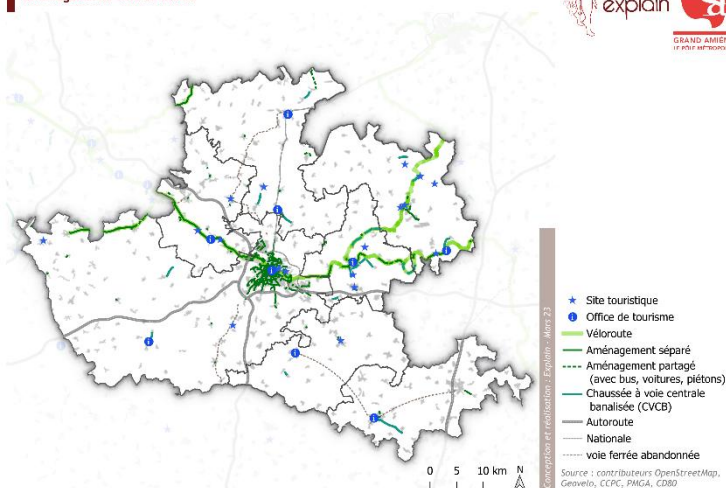 explain
GRAND AMIÉN
LE PÔLE MÉTROPOL
Site touristique
Office de tourisme
Véloroute
Aménagement séparé
Aménagement partagé
(avec bus, voitures, piétons)
Chaussée à voie centrale
banalisée (CVCB)
Autoroute
Nationale
voie ferrée abandonnée
Source : contributeurs OpenStreetMap,
Geovelo, CCPC, PMGA, CD80
Conception et réalisation : Explain - Mars 23
0 5 10 km N